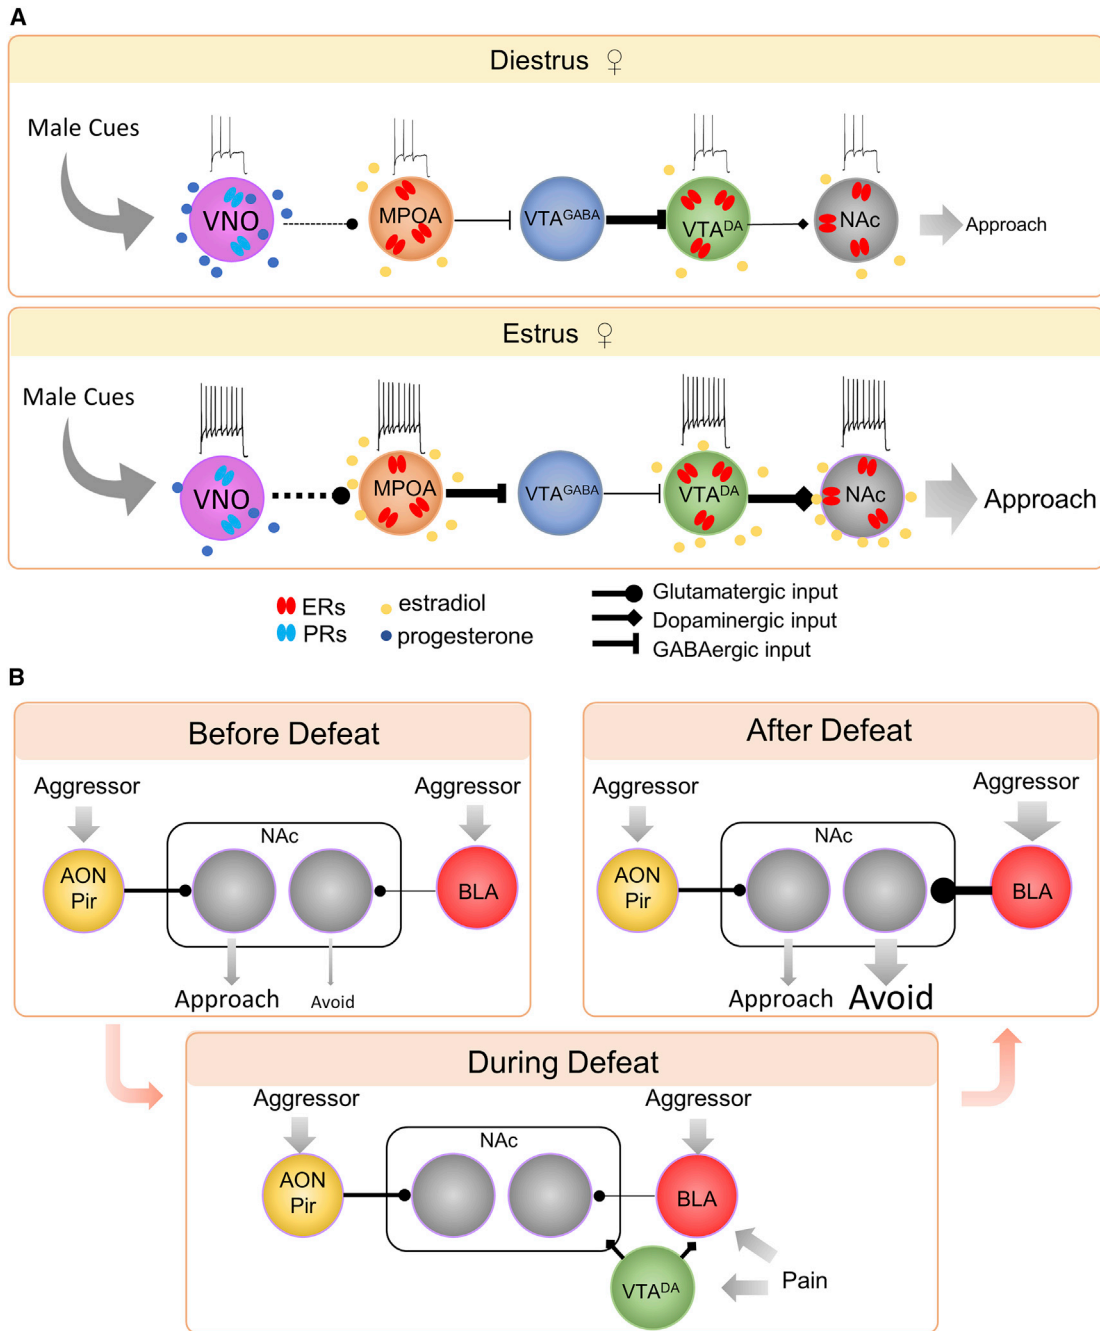 A
Diestrus ♀
Male Cues
VNO
MPOA
VTAGABA
VTADA
NAc
Approach
Estrus ♀
Male Cues
VNO
MPOA
VTAGABA
VTADA
NAc
Approach
ERs
PRs
estradiol
progesterone
Glutamatergic input
Dopaminergic input
GABAergic input
B
Before Defeat
Aggressor
Aggressor
NAc
AON
Pir
BLA
Approach
Avoid
After Defeat
Aggressor
Aggressor
NAc
AON
Pir
BLA
Approach
Avoid
During Defeat
Aggressor
Aggressor
NAc
AON
Pir
BLA
VTADA
Pain